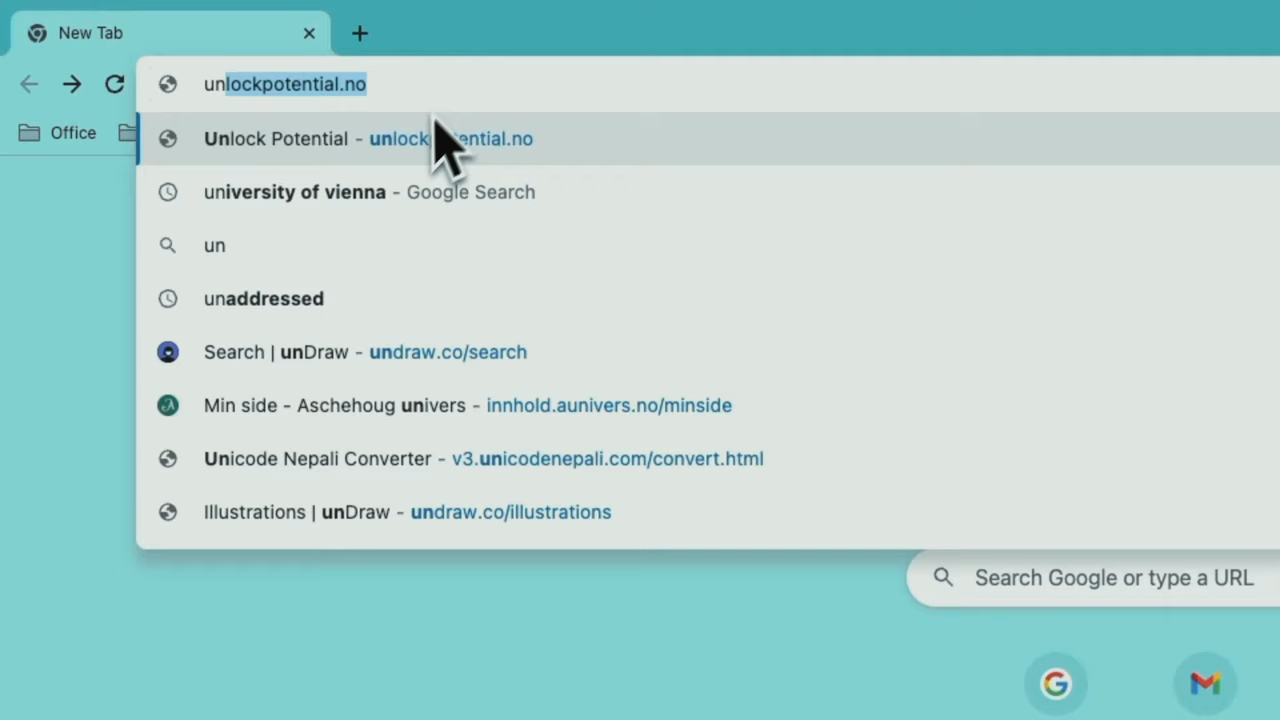 New Tab
unlockpotential.no
Office
Unlock Potential - unlockpotential.no
university of vienna - Google Search
un
unaddressed
Search | unDraw - undraw.co/search
Min side - Aschehoug univers - innhold.aunivers.no/minside
Unicode Nepali Converter - v3.unicodenepali.com/convert.html
Illustrations | unDraw - undraw.co/illustrations
Search Google or type a URL